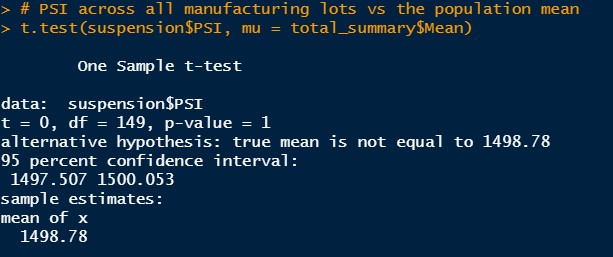 > # PSI across all manufacturing lots vs the population mean
> t.test(suspension$PSI, mu = total_summary$Mean)
One Sample t-test
data:  suspension$PSI
t = 0, df = 149, p-value = 1
alternative hypothesis: true mean is not equal to 1498.78
95 percent confidence interval:
1497.507 1500.053
sample estimates:
mean of x
1498.78